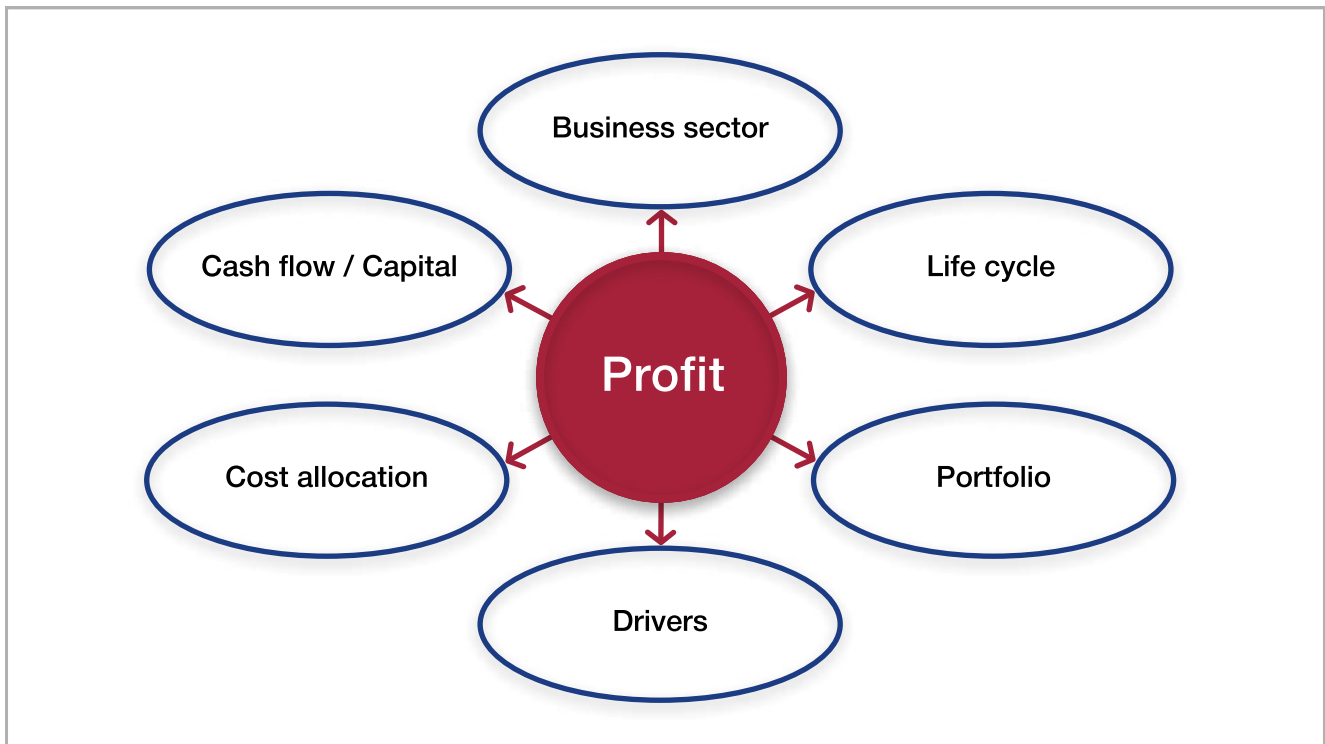 Business sector
Cash flow / Capital
Life cycle
Profit
Cost allocation
Portfolio
Drivers